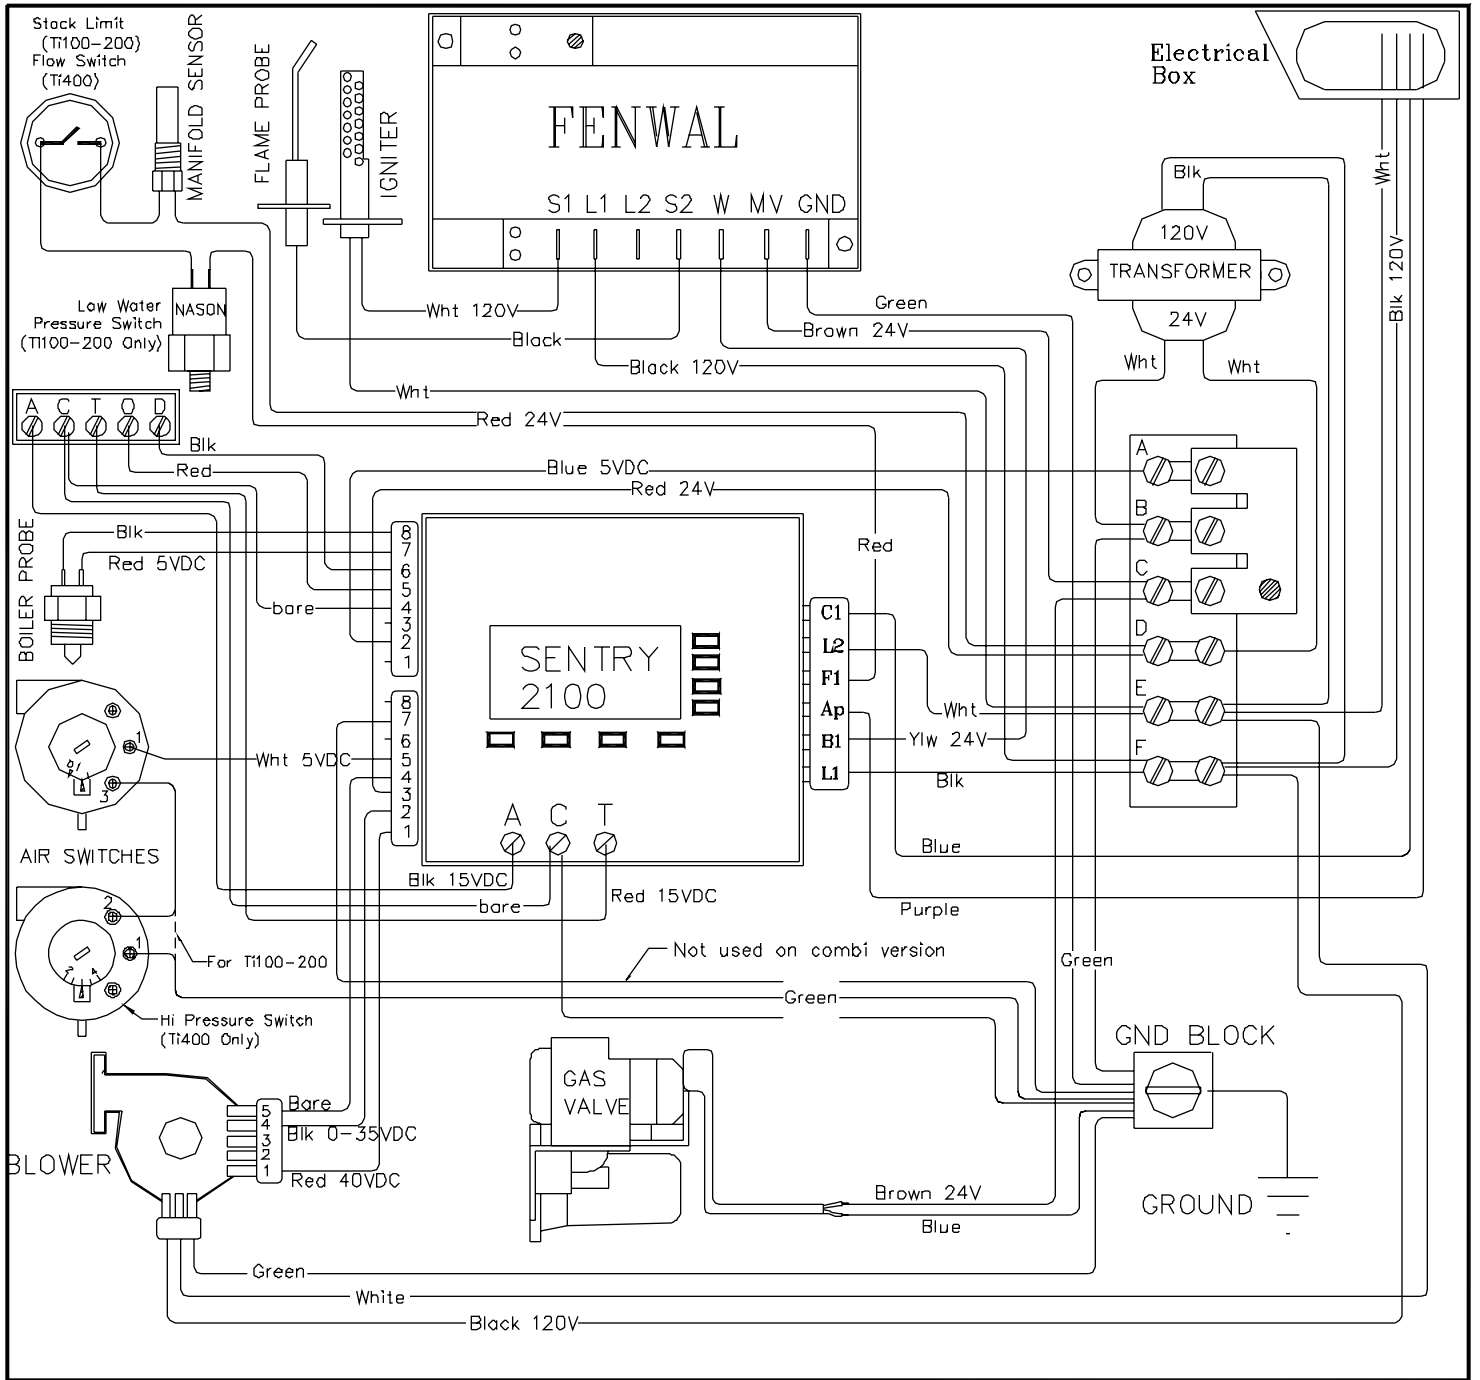 Stack Limit
(Ti100-200)
Flow Switch
(Ti400)
MANIFOLD SENSOR
FLAME PROBE
IGNITER
FENWAL
S1 L1 L2 S2 W MV GND
Electrical
Box
Wht
Blk 120V
Blk
120V
TRANSFORMER
24V
Wht
Wht
NASON
Low Water
Pressure Switch
(Ti100-200 Only)
Wht 120V
Black
Green
Brown 24V
Black 120V
Wht
Red 24V
A C T O D
Blk
Red
Blue 5VDC
Red 24V
Red
BOILER PROBE
Blk
Red 5VDC
bare
8
7
6
5
4
3
2
1
8
7
6
5
4
3
2
1
SENTRY
2100
A C T
C1
L2
F1
Ap
B1
L1
Wht
Ylw 24V
Blk
A
B
C
D
E
F
1
3
Wht 5VDC
AIR SWITCHES
Blk 15VDC
bare
Red 15VDC
Blue
Purple
2
1
2 4
For Ti100-200
Hi Pressure Switch
(Ti400 Only)
Not used on combi version
Green
Green
GND BLOCK
GROUND
GAS
VALVE
BLOWER
5
4
3
2
1
Bare
Blk 0-35VDC
Red 40VDC
Brown 24V
Blue
Green
White
Black 120V